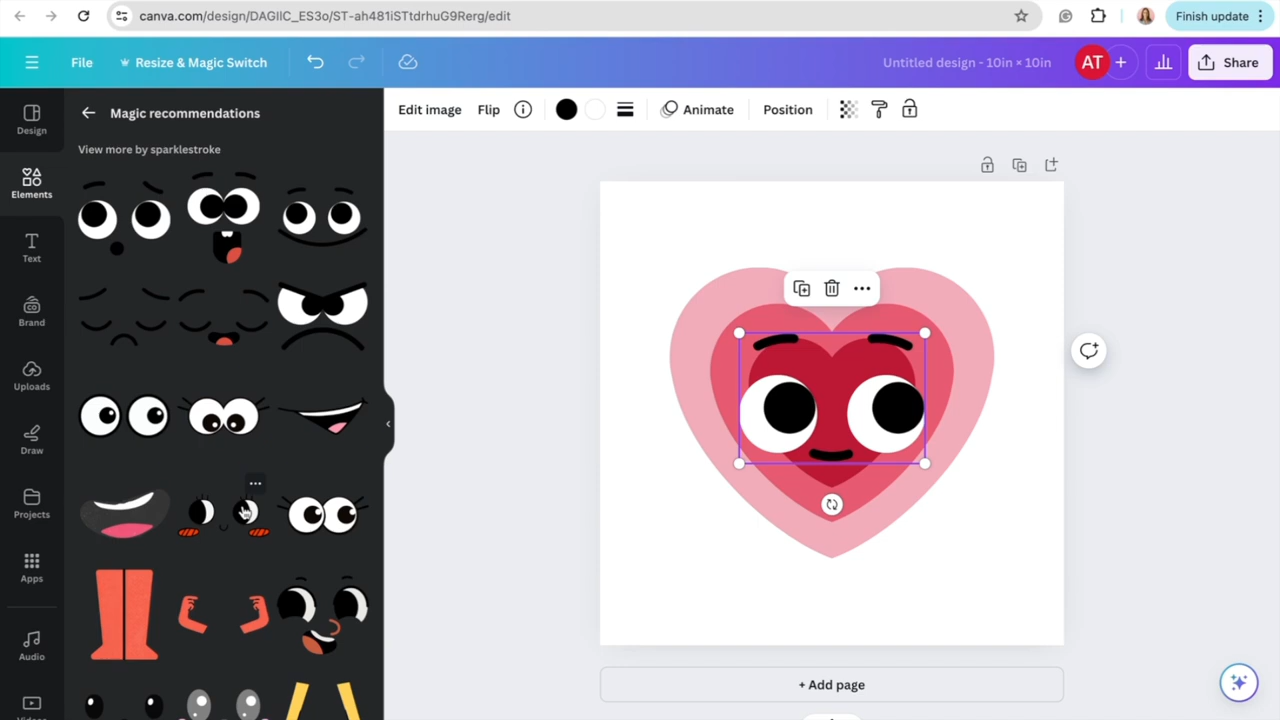 canva.com/design/DAGIIC_ES3o/ST-ah481iSTtdrhuG9Rerg/edit
Finish update
File
Resize & Magic Switch
Untitled design - 10in × 10in
AT
Share
Design
Magic recommendations
Edit image
Flip
Animate
Position
View more by sparklestroke
Elements
Text
Brand
Uploads
Draw
Projects
Apps
Audio
+ Add page